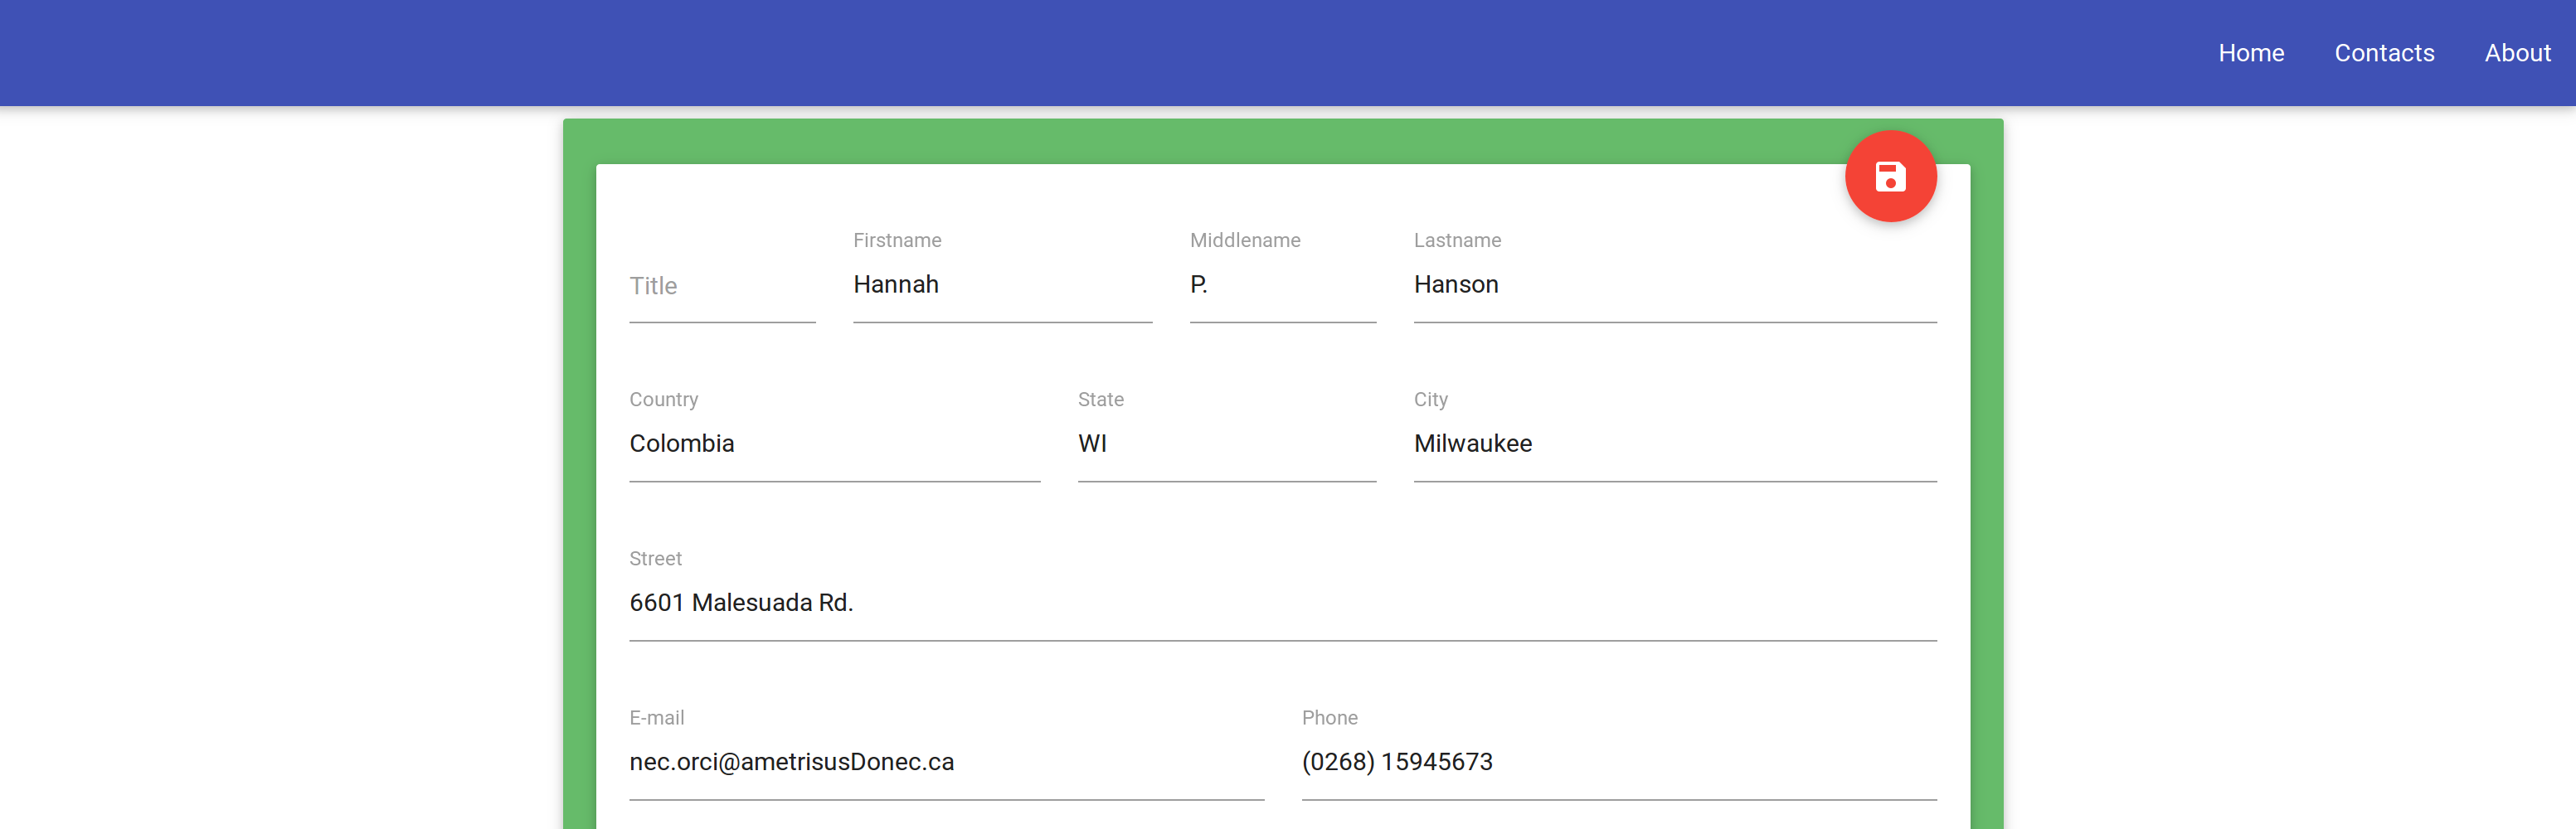 Home Contacts About
Firstname Middlename Lastname
Title Hannah P. Hanson
Country State City
Colombia WI Milwaukee
Street
6601 Malesuada Rd.
E-mail Phone
nec.orci@ametrisusDonec.ca (0268) 15945673